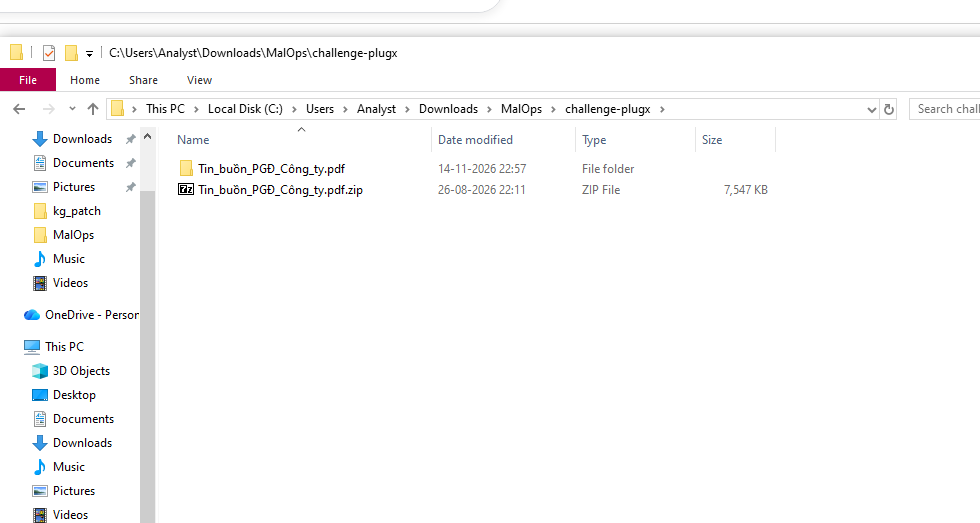 C:\Users\Analyst\Downloads\MalOps\challenge-plugx
File Home Share View
This PC Local Disk (C:) Users Analyst Downloads MalOps challenge-plugx Search chall
Name Date modified Type Size
Downloads
Documents
Pictures
kg_patch
MalOps
Music
Videos
OneDrive - Person
This PC
3D Objects
Desktop
Documents
Downloads
Music
Pictures
Videos
Tin_buồn_PGĐ_Công_ty.pdf 14-11-2026 22:57 File folder
Tin_buồn_PGĐ_Công_ty.pdf.zip 26-08-2026 22:11 ZIP File 7,547 KB